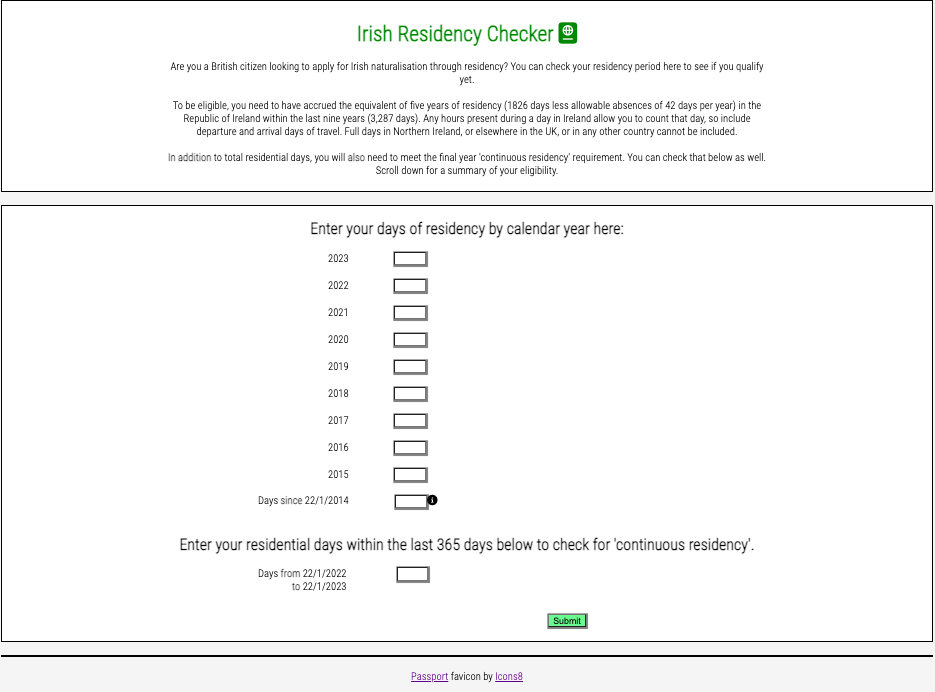 Irish Residency Checker
Are you a British citizen looking to apply for Irish naturalisation through residency? You can check your residency period here to see if you qualify
yet.
To be eligible, you need to have accrued the equivalent of five years of residency (1826 days less allowable absences of 42 days per year) in the
Republic of Ireland within the last nine years (3,287 days). Any hours present during a day in Ireland allow you to count that day, so include
departure and arrival days of travel. Full days in Northern Ireland, or elsewhere in the UK, or in any other country cannot be included.
In addition to total residential days, you will also need to meet the final year 'continuous residency' requirement. You can check that below as well.
Scroll down for a summary of your eligibility.
Enter your days of residency by calendar year here:
2023
2022
2021
2020
2019
2018
2017
2016
2015
Days since 22/1/2014
Enter your residential days within the last 365 days below to check for 'continuous residency'.
Days from 22/1/2022
to 22/1/2023
Submit
Passport favicon by Icons8